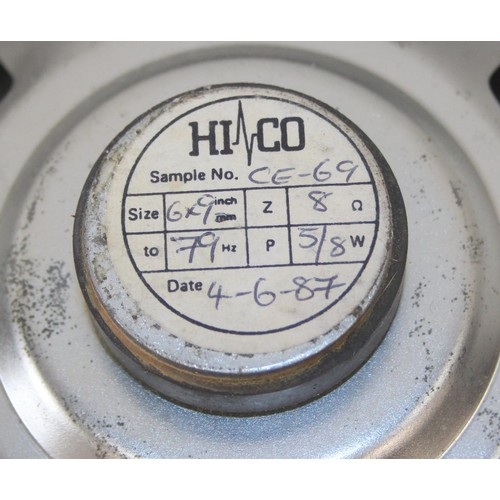 HI CO
Sample No. CE-69
Size 6x9 inch mm Z 8 Ω
to 79 Hz P 5/8 W
Date 4-6-87